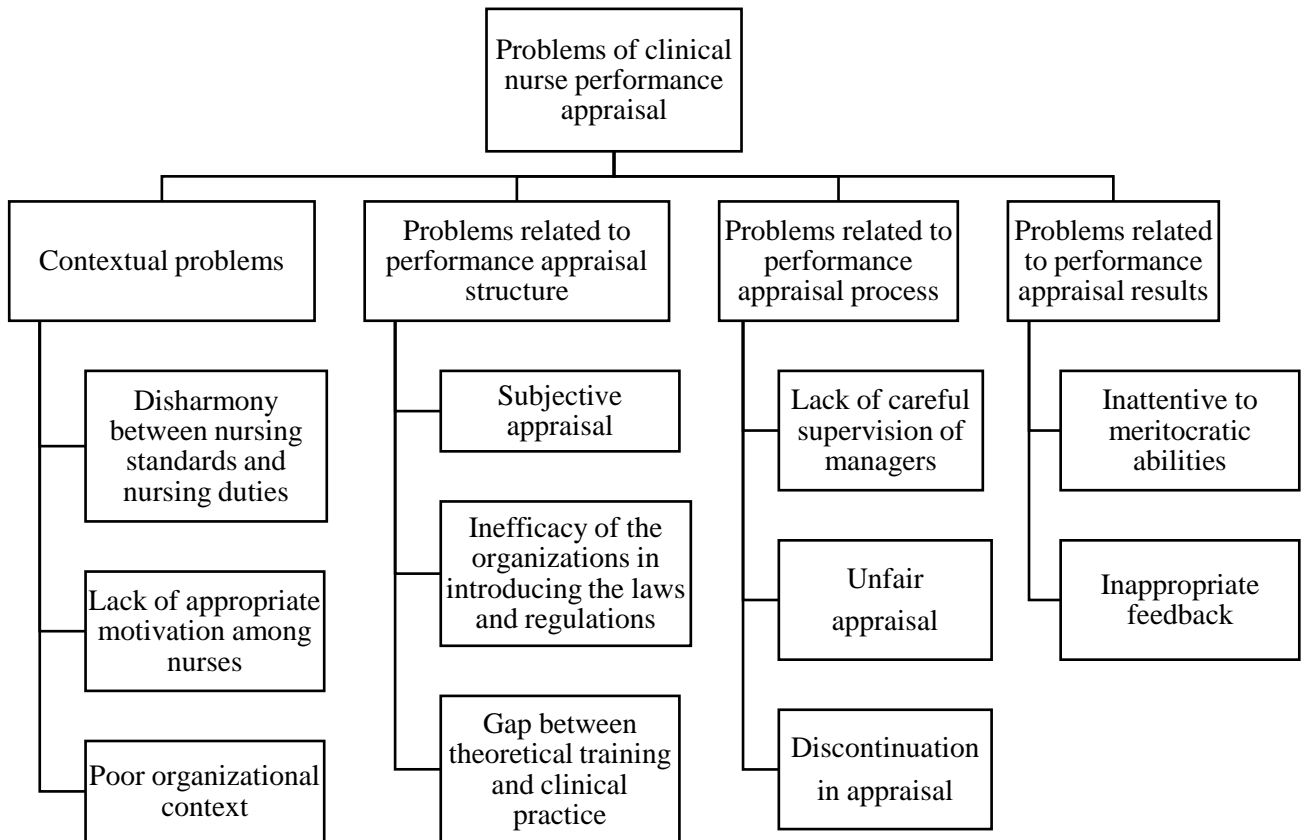 Problems of clinical
nurse performance
appraisal
Contextual problems
Problems related to
performance appraisal
structure
Problems related to
performance
appraisal process
Problems related
to performance
appraisal results
Disharmony
between nursing
standards and
nursing duties
Lack of appropriate
motivation among
nurses
Poor organizational
context
Subjective
appraisal
Inefficacy of the
organizations in
introducing the laws
and regulations
Gap between
theoretical training
and clinical
practice
Lack of careful
supervision of
managers
Unfair
appraisal
Discontinuation
in appraisal
Inattentive to
meritocratic
abilities
Inappropriate
feedback